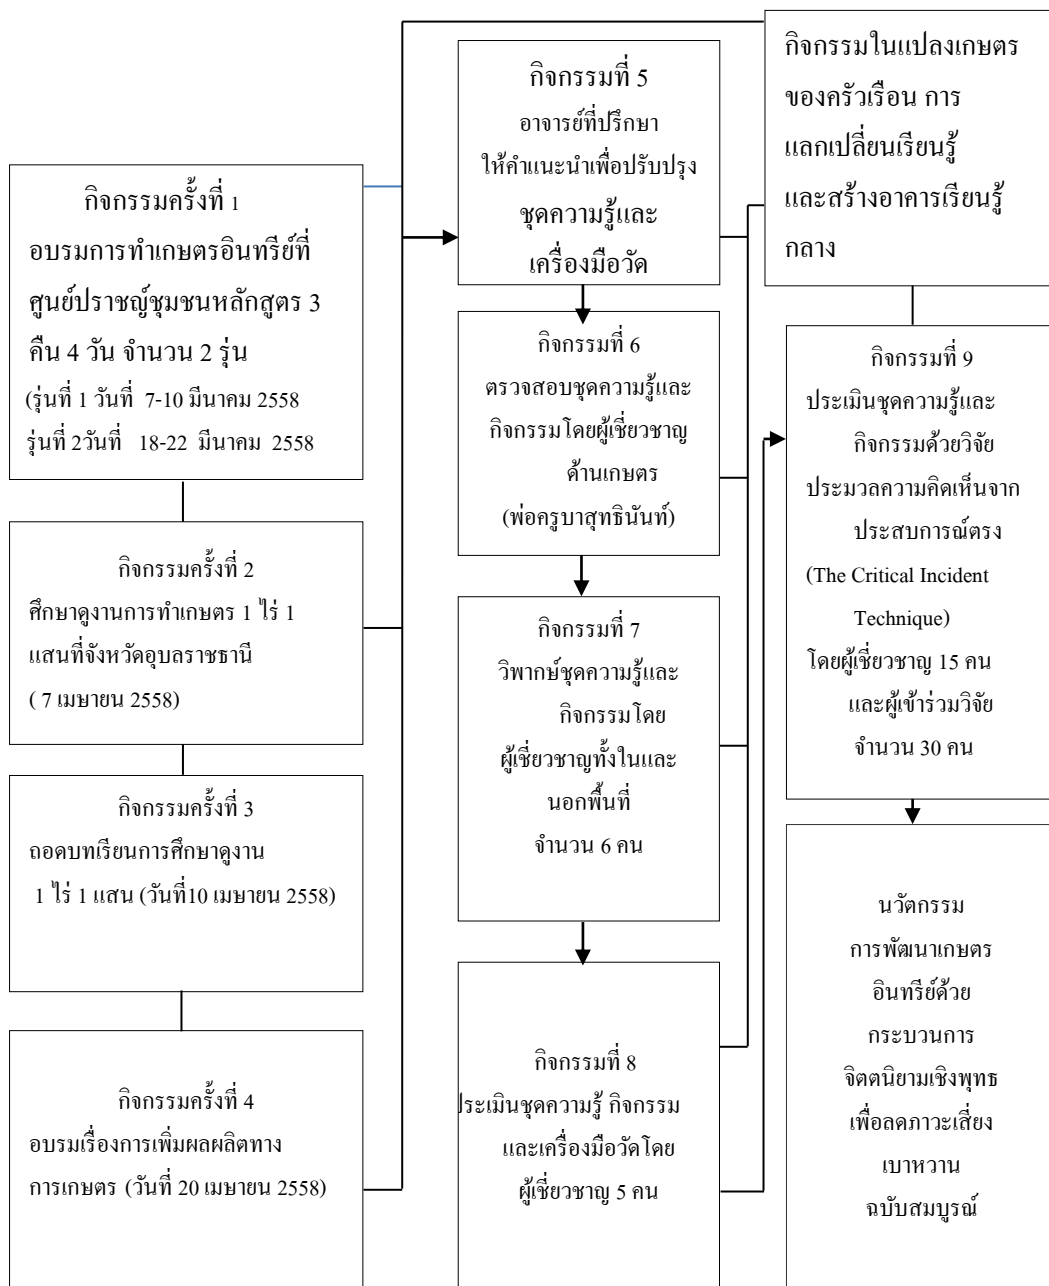 กิจกรรมครั้งที่ 1
อบรมการทำเกษตรอินทรีย์ที่
ศูนย์ปราชญ์ชุมชนหลักสูตร 3
คืน 4 วัน จำนวน 2 รุ่น
(รุ่นที่ 1 วันที่ 7-10 มีนาคม 2558
รุ่นที่ 2วันที่ 18-22 มีนาคม 2558
กิจกรรมครั้งที่ 2
ศึกษาดูงานการทำเกษตร 1 ไร่ 1
แสนที่จังหวัดอุบลราชธานี
( 7 เมษายน 2558)
กิจกรรมครั้งที่ 3
ถอดบทเรียนการศึกษาดูงาน
1 ไร่ 1 แสน (วันที่10 เมษายน 2558)
กิจกรรมครั้งที่ 4
อบรมเรื่องการเพิ่มผลผลิตทาง
การเกษตร (วันที่ 20 เมษายน 2558)
กิจกรรมที่ 5
อาจารย์ที่ปรึกษา
ให้คำแนะนำเพื่อปรับปรุง
ชุดความรู้และ
เครื่องมือวัด
กิจกรรมที่ 6
ตรวจสอบชุดความรู้และ
กิจกรรมโดยผู้เชี่ยวชาญ
ด้านเกษตร
(พ่อครูบาสุทธินันท์)
กิจกรรมที่ 7
วิพากษ์ชุดความรู้และ
กิจกรรมโดย
ผู้เชี่ยวชาญทั้งในและ
นอกพื้นที่
จำนวน 6 คน
กิจกรรมที่ 8
ประเมินชุดความรู้ กิจกรรม
และเครื่องมือวัดโดย
ผู้เชี่ยวชาญ 5 คน
กิจกรรมในแปลงเกษตร
ของครัวเรือน การ
แลกเปลี่ยนเรียนรู้
และสร้างอาคารเรียนรู้
กลาง
กิจกรรมที่ 9
ประเมินชุดความรู้และ
กิจกรรมด้วยวิจัย
ประมวลความคิดเห็นจาก
ประสบการณ์ตรง
(The Critical Incident
Technique)
โดยผู้เชี่ยวชาญ 15 คน
และผู้เข้าร่วมวิจัย
จำนวน 30 คน
นวัตกรรม
การพัฒนาเกษตร
อินทรีย์ด้วย
กระบวนการ
จิตตนิยามเชิงพุทธ
เพื่อลดภาวะเสี่ยง
เบาหวาน
ฉบับสมบูรณ์